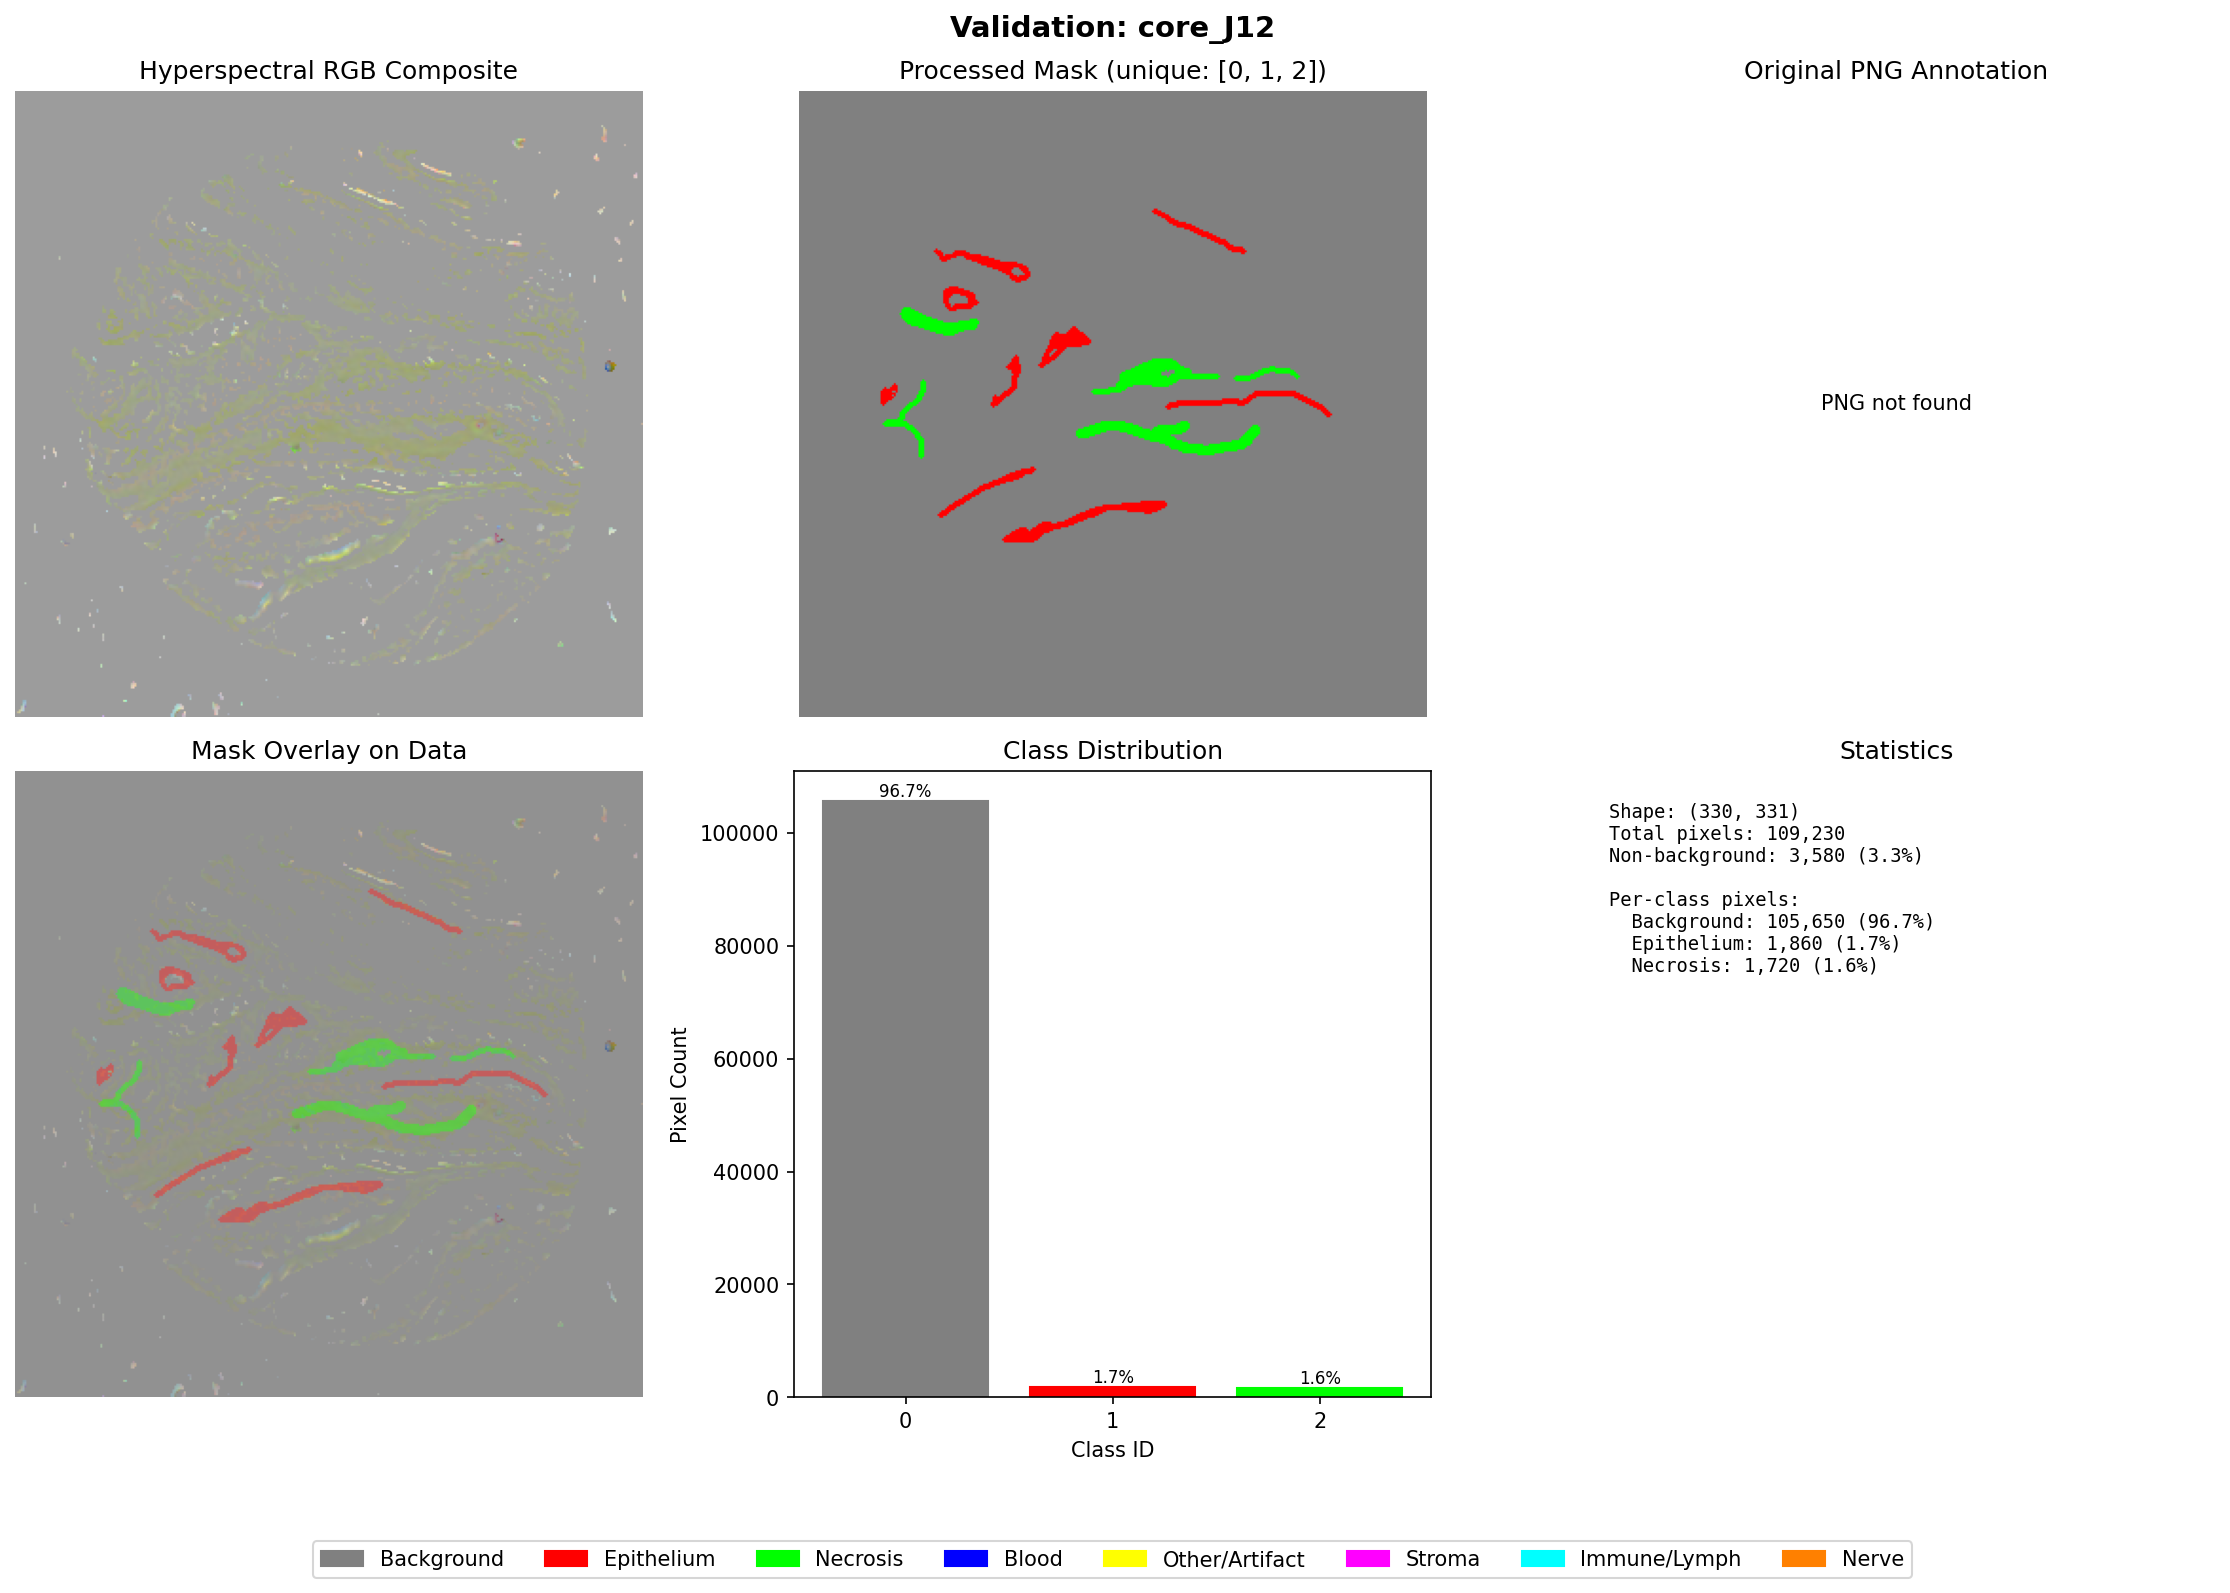 Validation: core_J12
Hyperspectral RGB Composite
Processed Mask (unique: [0, 1, 2])
Original PNG Annotation
PNG not found
Mask Overlay on Data
Class Distribution
Pixel Count
100000
80000
60000
40000
20000
0
96.7%
1.7%
1.6%
0
1
2
Class ID
Statistics
Shape: (330, 331)
Total pixels: 109,230
Non-background: 3,580 (3.3%)
Per-class pixels:
Background: 105,650 (96.7%)
Epithelium: 1,860 (1.7%)
Necrosis: 1,720 (1.6%)
Background
Epithelium
Necrosis
Blood
Other/Artifact
Stroma
Immune/Lymph
Nerve